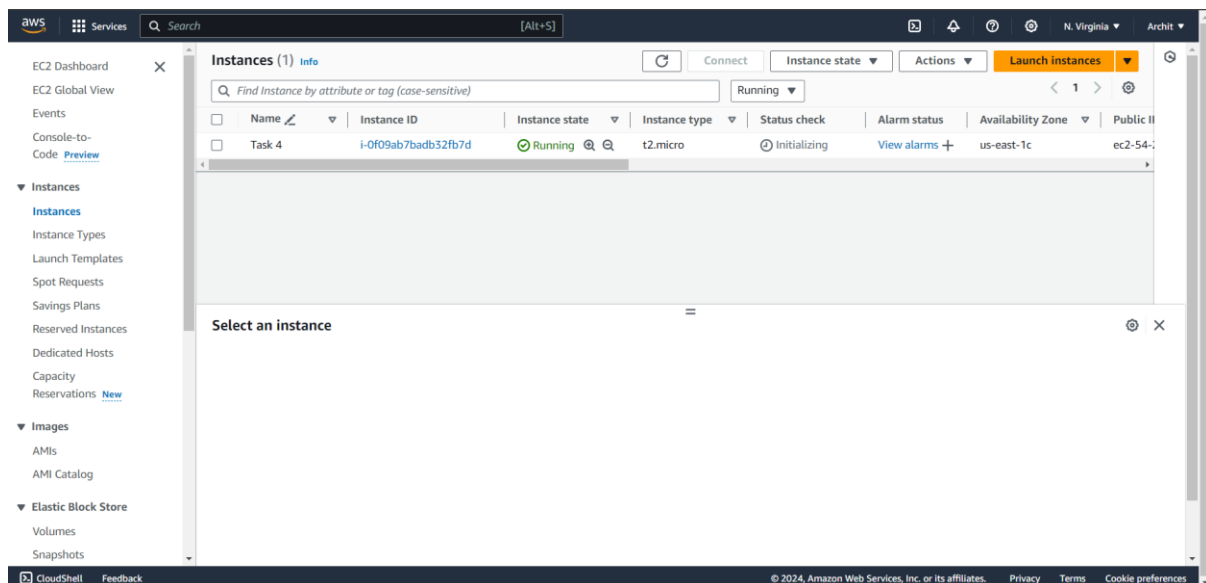 aws Services Search [Alt+S] N. Virginia Archit
EC2 Dashboard
EC2 Global View
Events
Console-to-
Code Preview
Instances
Instances
Instance Types
Launch Templates
Spot Requests
Savings Plans
Reserved Instances
Dedicated Hosts
Capacity
Reservations New
Images
AMIs
AMI Catalog
Elastic Block Store
Volumes
Snapshots
Instances (1) Info Connect Instance state Actions Launch instances
Find Instance by attribute or tag (case-sensitive) Running 1
Name Instance ID Instance state Instance type Status check Alarm status Availability Zone Public
Task 4 i-0f09ab7badb32fb7d Running t2.micro Initializing View alarms us-east-1c ec2-54-
Select an instance
CloudShell Feedback © 2024, Amazon Web Services, Inc. or its affiliates. Privacy Terms Cookie preferences